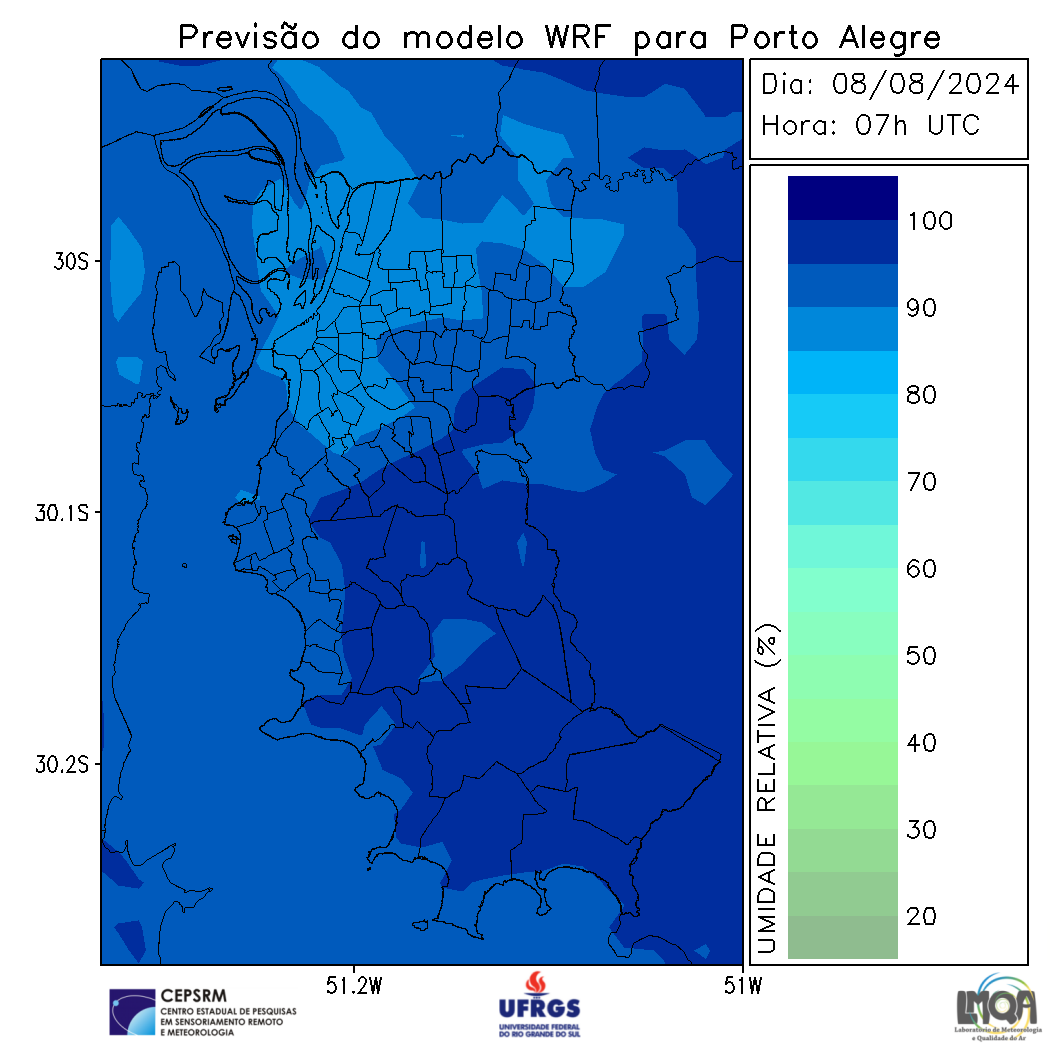 Previsão do modelo WRF para Porto Alegre
Dia: 08/08/2024
Hora: 07h UTC
30S
30.1S
30.2S
51.2W
51W
100
90
80
70
60
50
40
30
20
UMIDADE RELATIVA (%)
CEPSRM
CENTRO ESTADUAL DE PESQUISAS
EM SENSORIAMENTO REMOTO
E METEOROLOGIA
UFRGS
UNIVERSIDADE FEDERAL
DO RIO GRANDE DO SUL
LMQA
Laboratório de Meteorologia
e Qualidade do Ar